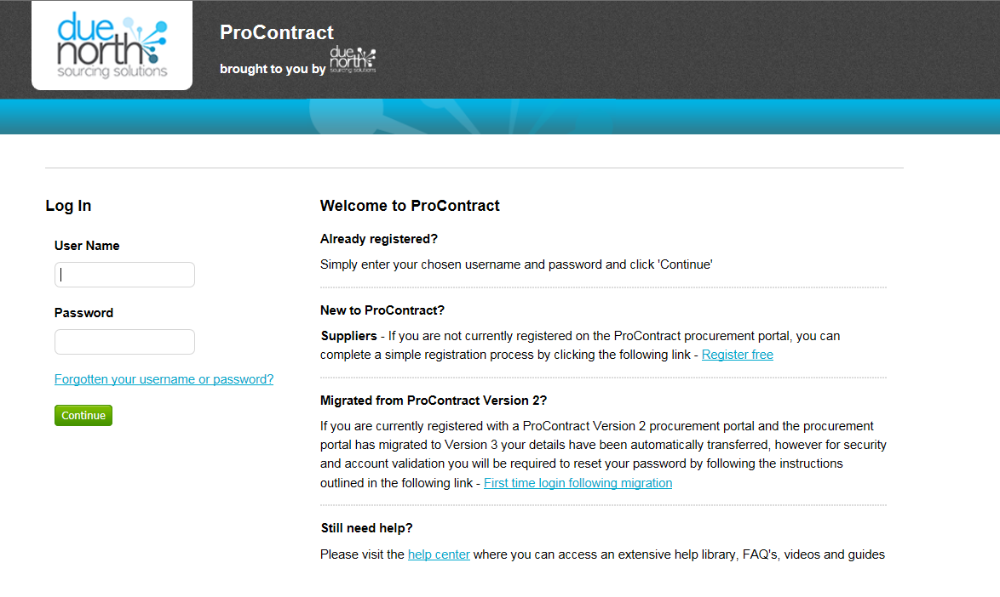 due
north
sourcing solutions
ProContract
brought to you by due north sourcing solutions
Log In
User Name
Password
Forgotten your username or password?
Continue
Welcome to ProContract
Already registered?
Simply enter your chosen username and password and click 'Continue'
New to ProContract?
Suppliers - If you are not currently registered on the ProContract procurement portal, you can
complete a simple registration process by clicking the following link - Register free
Migrated from ProContract Version 2?
If you are currently registered with a ProContract Version 2 procurement portal and the procurement
portal has migrated to Version 3 your details have been automatically transferred, however for security
and account validation you will be required to reset your password by following the instructions
outlined in the following link - First time login following migration
Still need help?
Please visit the help center where you can access an extensive help library, FAQ's, videos and guides